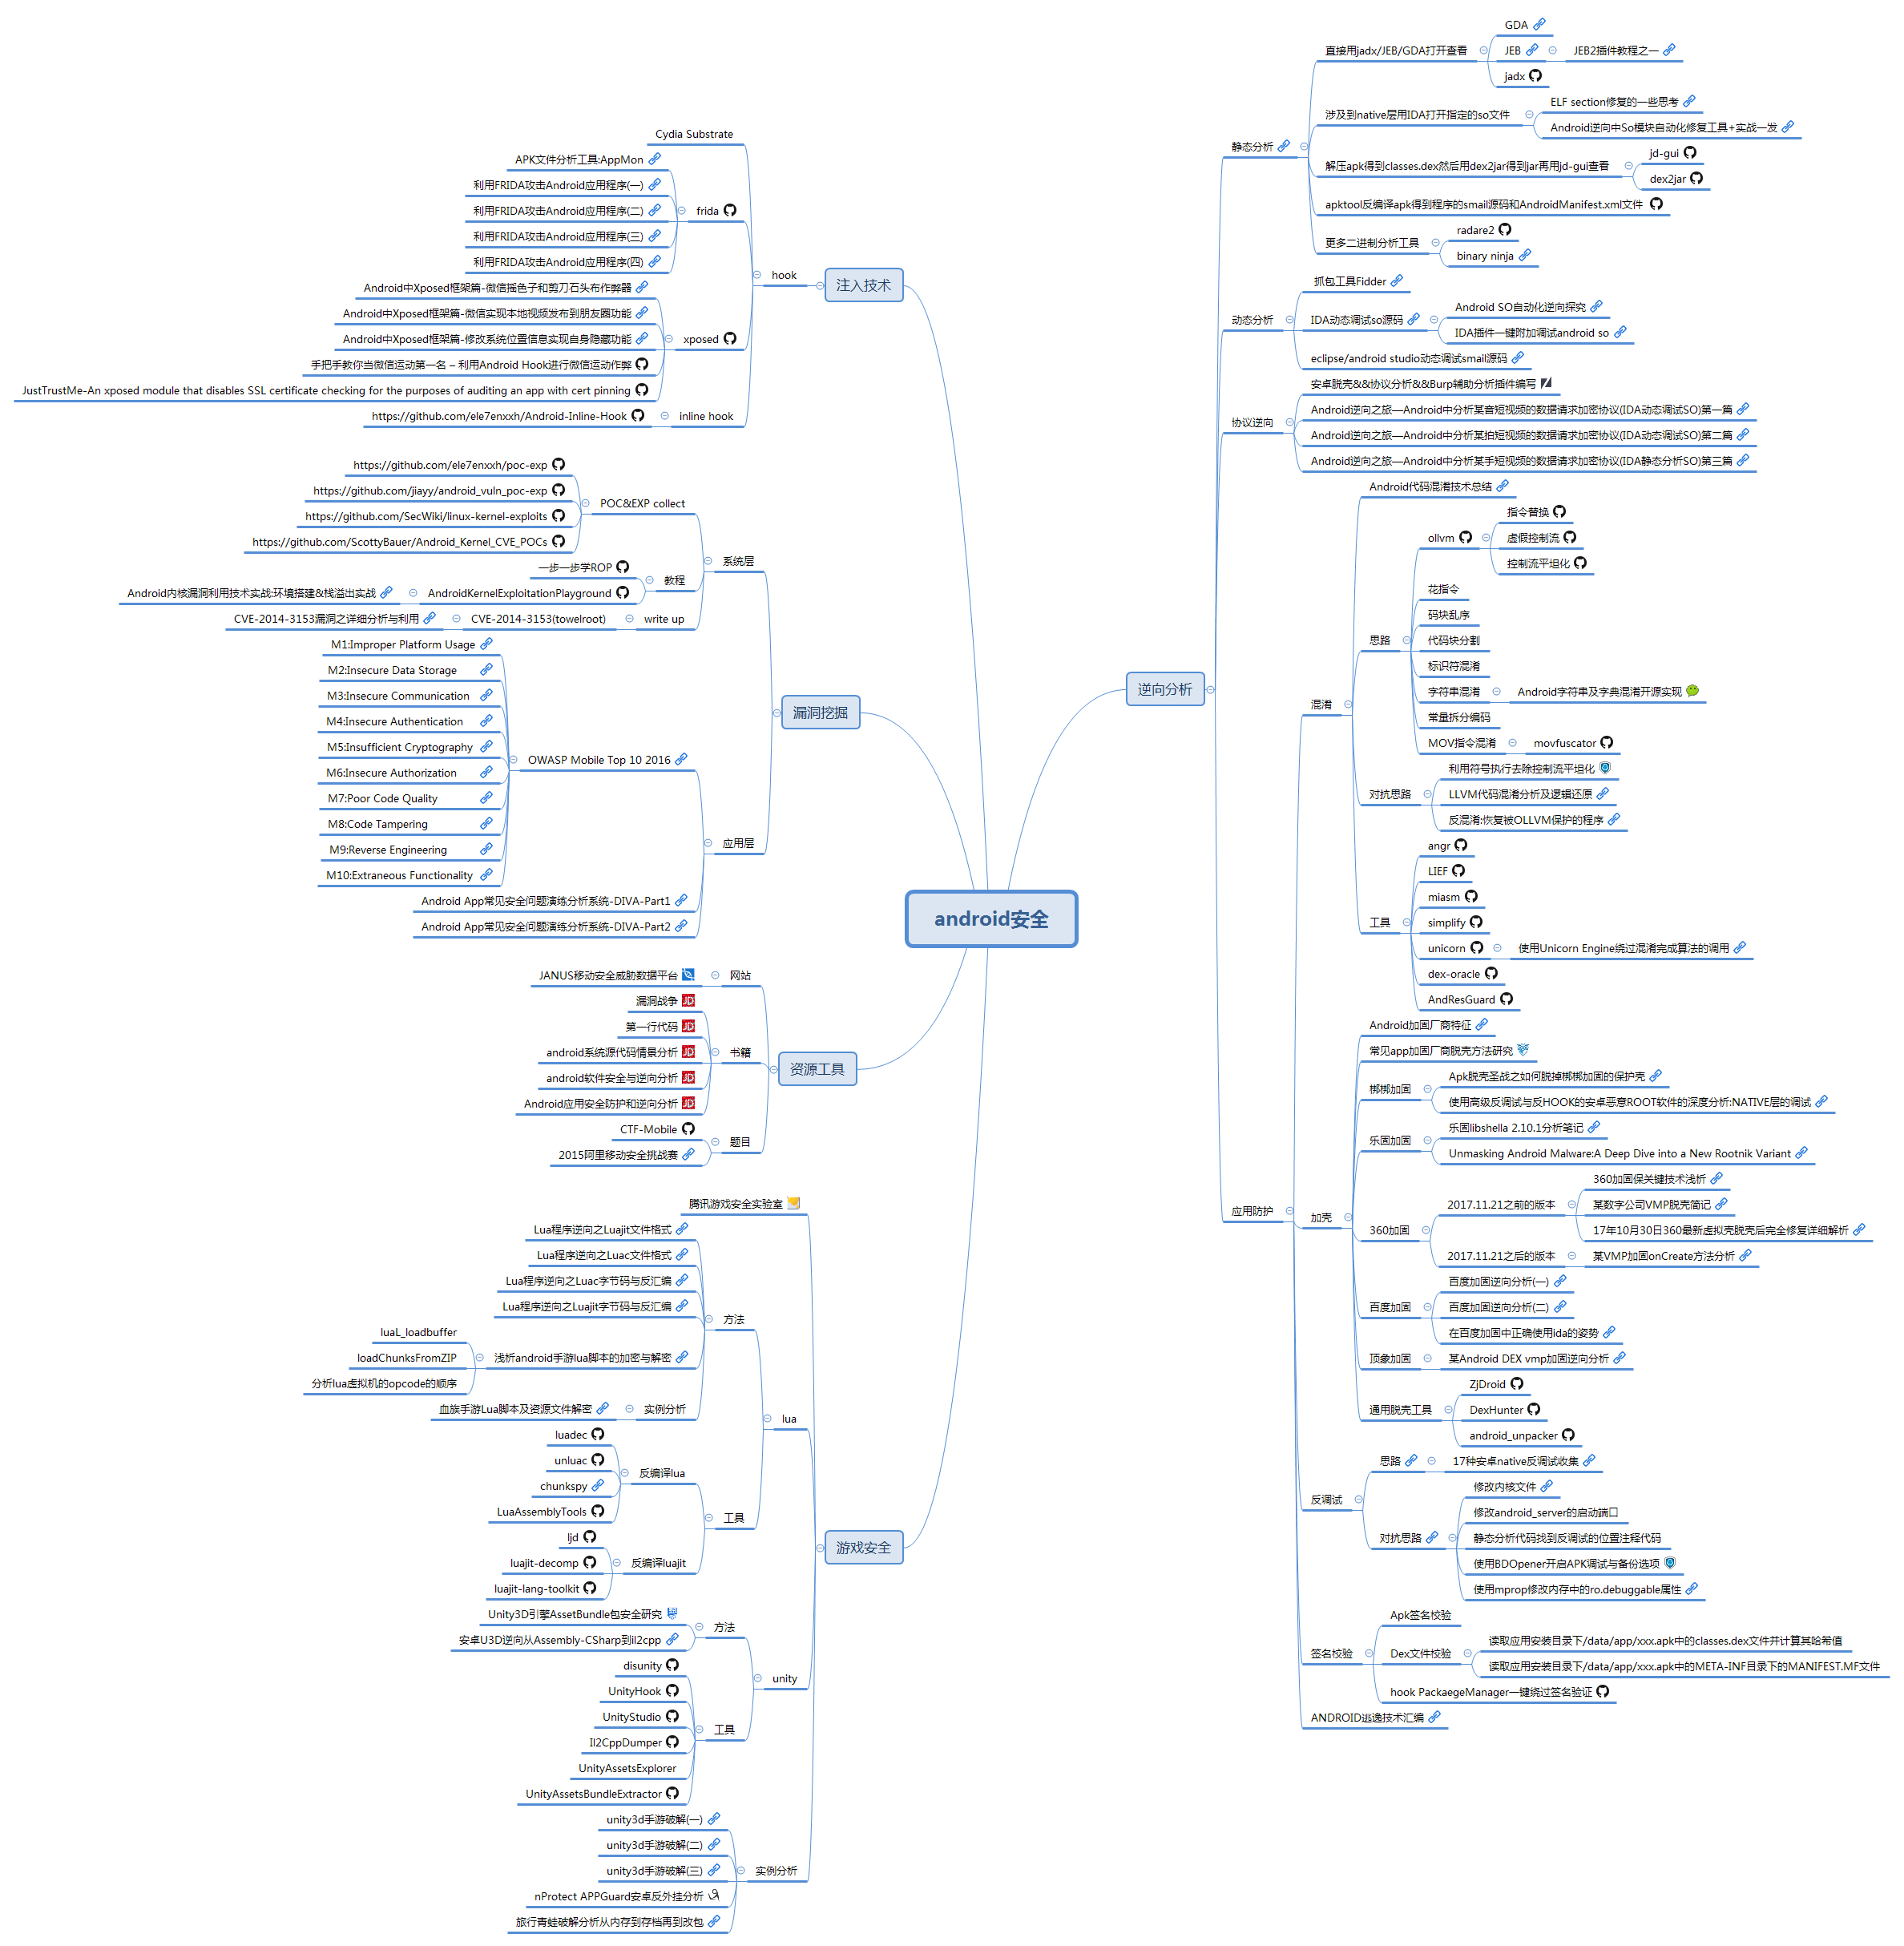 android安全
注入技术
hook
Cydia Substrate
frida
APK文件分析工具:AppMon
利用FRIDA攻击Android应用程序(一)
利用FRIDA攻击Android应用程序(二)
利用FRIDA攻击Android应用程序(三)
利用FRIDA攻击Android应用程序(四)
xposed
Android中Xposed框架篇-微信摇色子和剪刀石头布作弊器
Android中Xposed框架篇-微信实现本地视频发布到朋友圈功能
Android中Xposed框架篇-修改系统位置信息实现自身隐藏功能
手把手教你当微信运动第一名 – 利用Android Hook进行微信运动作弊
JustTrustMe-An xposed module that disables SSL certificate checking for the purposes of auditing an app with cert pinning
inline hook
https://github.com/ele7enxxh/Android-Inline-Hook
漏洞挖掘
系统层
POC&EXP collect
https://github.com/ele7enxxh/poc-exp
https://github.com/jiayy/android_vuln_poc-exp
https://github.com/SecWiki/linux-kernel-exploits
https://github.com/ScottyBauer/Android_Kernel_CVE_POCs
教程
一步一步学ROP
AndroidKernelExploitationPlayground
Android内核漏洞利用技术实战:环境搭建&栈溢出实战
write up
CVE-2014-3153(towelroot)
CVE-2014-3153漏洞之详细分析与利用
应用层
OWASP Mobile Top 10 2016
M1:Improper Platform Usage
M2:Insecure Data Storage
M3:Insecure Communication
M4:Insecure Authentication
M5:Insufficient Cryptography
M6:Insecure Authorization
M7:Poor Code Quality
M8:Code Tampering
M9:Reverse Engineering
M10:Extraneous Functionality
Android App常见安全问题演练分析系统-DIVA-Part1
Android App常见安全问题演练分析系统-DIVA-Part2
资源工具
网站
JANUS移动安全威胁数据平台
书籍
漏洞战争
第一行代码
android系统源代码情景分析
android软件安全与逆向分析
Android应用安全防护和逆向分析
题目
CTF-Mobile
2015阿里移动安全挑战赛
游戏安全
腾讯游戏安全实验室
lua
方法
Lua程序逆向之Luajit文件格式
Lua程序逆向之Luac文件格式
Lua程序逆向之Luac字节码与反汇编
Lua程序逆向之Luajit字节码与反汇编
浅析android手游lua脚本的加密与解密
luaL_loadbuffer
loadChunksFromZIP
分析lua虚拟机的opcode的顺序
实例分析
血族手游Lua脚本及资源文件解密
工具
反编译lua
luadec
unluac
chunkspy
LuaAssemblyTools
反编译luajit
ljd
luajit-decomp
luajit-lang-toolkit
unity
方法
Unity3D引擎AssetBundle包安全研究
安卓U3D逆向从Assembly-CSharp到il2cpp
工具
disunity
UnityHook
UnityStudio
Il2CppDumper
UnityAssetsExplorer
UnityAssetsBundleExtractor
实例分析
unity3d手游破解(一)
unity3d手游破解(二)
unity3d手游破解(三)
nProtect APPGuard安卓反外挂分析
旅行青蛙破解分析从内存到存档再到改包
逆向分析
静态分析
直接用jadx/JEB/GDA打开查看
GDA
JEB
JEB2插件教程之一
jadx
涉及到native层用IDA打开指定的so文件
ELF section修复的一些思考
Android逆向中So模块自动化修复工具+实战一发
解压apk得到classes.dex然后用dex2jar得到jar再用jd-gui查看
jd-gui
dex2jar
apktool反编译apk得到程序的smail源码和AndroidManifest.xml文件
更多二进制分析工具
radare2
binary ninja
动态分析
抓包工具Fidder
IDA动态调试so源码
Android SO自动化逆向探究
IDA插件一键附加调试android so
eclipse/android studio动态调试smail源码
协议逆向
安卓脱壳&&协议分析&&Burp辅助分析插件编写
Android逆向之旅—Android中分析某音短视频的数据请求加密协议(IDA动态调试SO)第一篇
Android逆向之旅—Android中分析某拍短视频的数据请求加密协议(IDA动态调试SO)第二篇
Android逆向之旅—Android中分析某手短视频的数据请求加密协议(IDA静态分析SO)第三篇
应用防护
混淆
Android代码混淆技术总结
思路
ollvm
指令替换
虚假控制流
控制流平坦化
花指令
码块乱序
代码块分割
标识符混淆
字符串混淆
Android字符串及字典混淆开源实现
常量拆分编码
MOV指令混淆
movfuscator
对抗思路
利用符号执行去除控制流平坦化
LLVM代码混淆分析及逻辑还原
反混淆:恢复被OLLVM保护的程序
工具
angr
LIEF
miasm
simplify
unicorn
使用Unicorn Engine绕过混淆完成算法的调用
dex-oracle
AndResGuard
加壳
Android加固厂商特征
常见app加固厂商脱壳方法研究
梆梆加固
Apk脱壳圣战之如何脱掉梆梆加固的保护壳
使用高级反调试与反HOOK的安卓恶意ROOT软件的深度分析:NATIVE层的调试
乐固加固
乐固libshella 2.10.1分析笔记
Unmasking Android Malware:A Deep Dive into a New Rootnik Variant
360加固
2017.11.21之前的版本
360加固保关键技术浅析
某数字公司VMP脱壳简记
17年10月30日360最新虚拟壳脱壳后完全修复详细解析
2017.11.21之后的版本
某VMP加固onCreate方法分析
百度加固
百度加固逆向分析(一)
百度加固逆向分析(二)
在百度加固中正确使用ida的姿势
顶象加固
某Android DEX vmp加固逆向分析
通用脱壳工具
ZjDroid
DexHunter
android_unpacker
反调试
思路
17种安卓native反调试收集
对抗思路
修改内核文件
修改android_server的启动端口
静态分析代码找到反调试的位置注释代码
使用BDOpener开启APK调试与备份选项
使用mprop修改内存中的ro.debuggable属性
签名校验
Apk签名校验
Dex文件校验
读取应用安装目录下/data/app/xxx.apk中的classes.dex文件并计算其哈希值
读取应用安装目录下/data/app/xxx.apk中的META-INF目录下的MANIFEST.MF文件
hook PackaegeManager一键绕过签名验证
ANDROID逃逸技术汇编